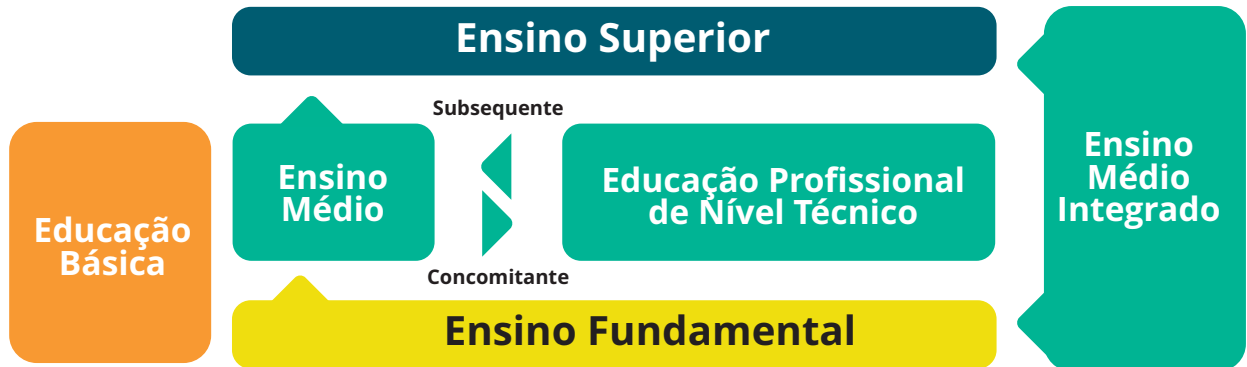 Ensino Superior
Subsequente
Educação
Básica
Ensino
Médio
Educação Profissional
de Nível Técnico
Ensino
Médio
Integrado
Concomitante
Ensino Fundamental